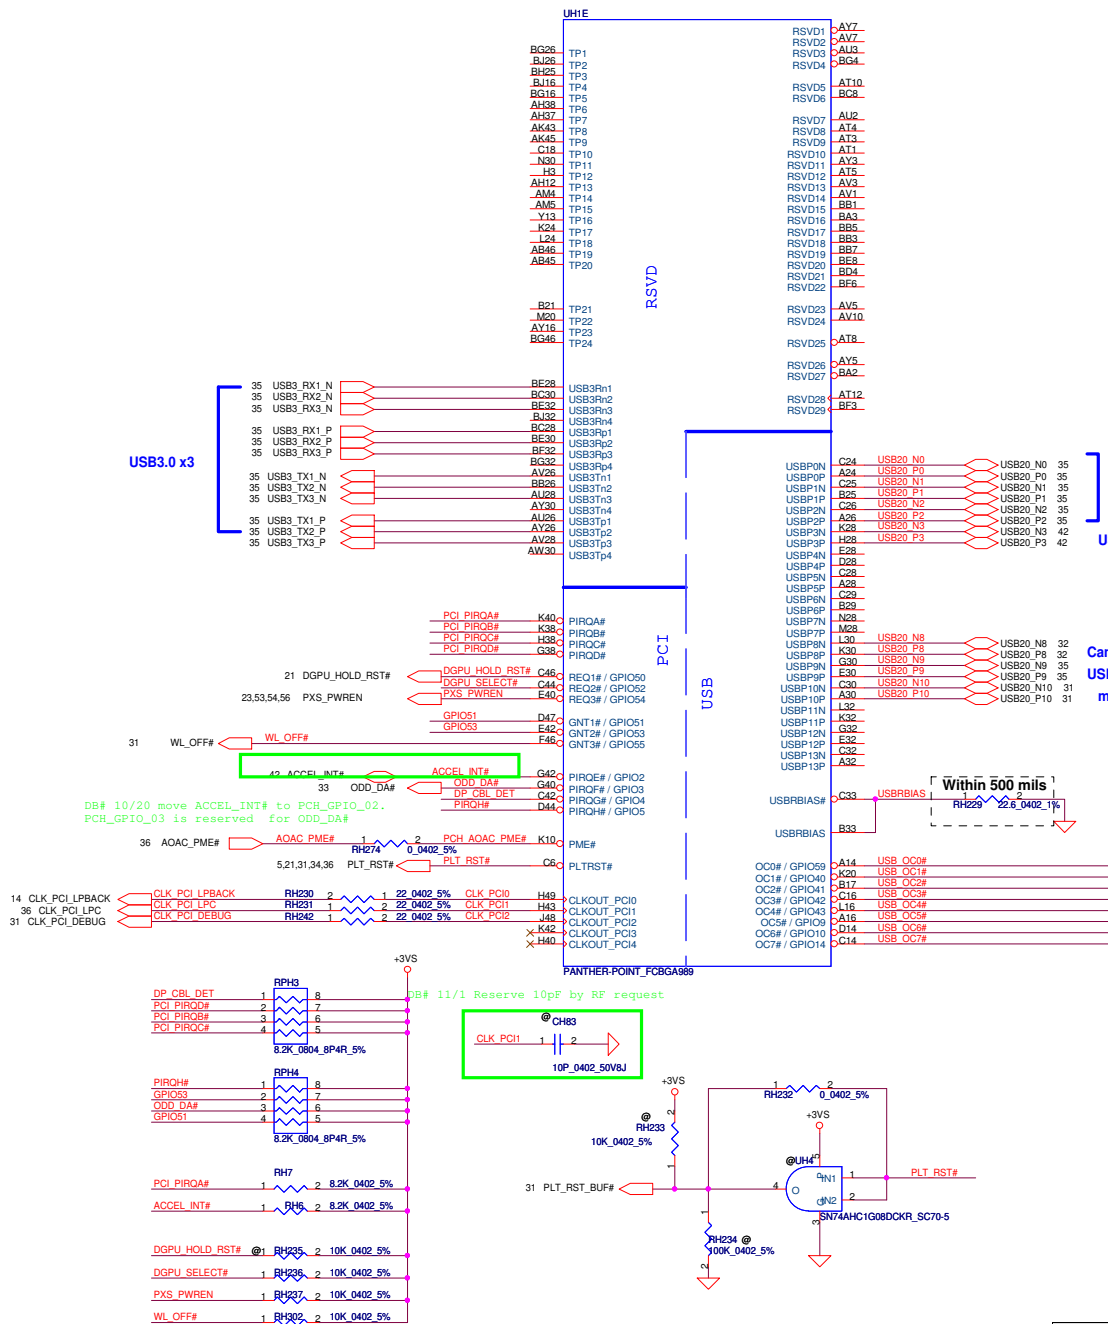 UH1E
BG26 TP1
BJ26 TP2
BH25 TP3
BJ16 TP4
BG16 TP5
AH38 TP6
AH37 TP7
AK43 TP8
AK45 TP9
C18 TP10
N30 TP11
H3 TP12
AH12 TP13
AM4 TP14
AM5 TP15
Y13 TP16
K24 TP17
L24 TP18
AB46 TP19
AB45 TP20
B21 TP21
M20 TP22
AY16 TP23
BG46 TP24
RSVD
RSVD1 AY7
RSVD2 AV7
RSVD3 AU3
RSVD4 BG4
RSVD5 AT10
RSVD6 BC8
RSVD7 AU2
RSVD8 AT4
RSVD9 AT3
RSVD10 AT1
RSVD11 AY3
RSVD12 AT5
RSVD13 AV3
RSVD14 AV1
RSVD15 BB1
RSVD16 BA3
RSVD17 BB5
RSVD18 BB3
RSVD19 BB7
RSVD20 BE8
RSVD21 BD4
RSVD22 BF6
RSVD23 AV5
RSVD24 AV10
RSVD25 AT8
RSVD26 AY5
RSVD27 BA2
RSVD28 AT12
RSVD29 BF3
USB3.0 x3
35 USB3_RX1_N BE28 USB3Rn1
35 USB3_RX2_N BC30 USB3Rn2
35 USB3_RX3_N BE32 USB3Rn3
BJ32 USB3Rn4
35 USB3_RX1_P BC28 USB3Rp1
35 USB3_RX2_P BE30 USB3Rp2
35 USB3_RX3_P BF32 USB3Rp3
BG32 USB3Rp4
35 USB3_TX1_N AV26 USB3Tn1
35 USB3_TX2_N BB26 USB3Tn2
35 USB3_TX3_N AU28 USB3Tn3
AY30 USB3Tn4
35 USB3_TX1_P AU26 USB3Tp1
35 USB3_TX2_P AY26 USB3Tp2
35 USB3_TX3_P AV28 USB3Tp3
AW30 USB3Tp4
USBP0N C24 USB20_N0 USB20_N0 35
USBP0P A24 USB20_P0 USB20_P0 35
USBP1N C25 USB20_N1 USB20_N1 35
USBP1P B25 USB20_P1 USB20_P1 35
USBP2N C26 USB20_N2 USB20_N2 35
USBP2P A26 USB20_P2 USB20_P2 35
USBP3N K28 USB20_N3 USB20_N3 42
USBP3P H28 USB20_P3 USB20_P3 42
USBP4N E28
USBP4P D28
USBP5N C28
USBP5P A28
USBP6N C29
USBP6P B29
USBP7N N28
USBP7P M28
USBP8N L30 USB20_N8 USB20_N8 32
USBP8P K30 USB20_P8 USB20_P8 32
USBP9N G30 USB20_N9 USB20_N9 35
USBP9P E30 USB20_P9 USB20_P9 35
USBP10N C30 USB20_N10 USB20_N10 31
USBP10P A30 USB20_P10 USB20_P10 31
USBP11N L32
USBP11P K32
USBP12N G32
USBP12P E32
USBP13N C32
USBP13P A32
PCI
USB
PCI_PIRQA# K40 PIRQA#
PCI_PIRQB# K38 PIRQB#
PCI_PIRQC# H38 PIRQC#
PCI_PIRQD# G38 PIRQD#
21 DGPU_HOLD_RST# DGPU_HOLD_RST# C46 REQ1# / GPIO50
DGPU_SELECT# C44 REQ2# / GPIO52
23,53,54,56 PXS_PWREN PXS_PWREN E40 REQ3# / GPIO54
GPIO51 D47 GNT1# / GPIO51
GPIO53 E42 GNT2# / GPIO53
31 WL_OFF# WL_OFF# F46 GNT3# / GPIO55
42 ACCEL_INT# ACCEL_INT# G42 PIRQE# / GPIO2
33 ODD_DA# ODD_DA# G40 PIRQF# / GPIO3
DP_CBL_DET C42 PIRQG# / GPIO4
PIRQH# D44 PIRQH# / GPIO5
DB# 10/20 move ACCEL_INT# to PCH_GPIO_02.
PCH_GPIO_03 is reserved for ODD_DA#
36 AOAC_PME# AOAC_PME# 1 2 PCH_AOAC_PME# K10 PME#
RH274 0_0402_5%
5,21,31,34,36 PLT_RST# PLT_RST# C6 PLTRST#
14 CLK_PCI_LPBACK CLK_PCI_LPBACK RH230 2 1 22_0402_5% CLK_PCI0 H49 CLKOUT_PCI0
36 CLK_PCI_LPC CLK_PCI_LPC RH231 2 1 22_0402_5% CLK_PCI1 H43 CLKOUT_PCI1
31 CLK_PCI_DEBUG CLK_PCI_DEBUG RH242 2 1 22_0402_5% CLK_PCI2 J48 CLKOUT_PCI2
K42 CLKOUT_PCI3
H40 CLKOUT_PCI4
Within 500 mils
USBRBIAS# C33 USBRBIAS 1 2
RH229 22.6_0402_1%
USBRBIAS B33
OC0# / GPIO59 A14 USB_OC0#
OC1# / GPIO40 K20 USB_OC1#
OC2# / GPIO41 B17 USB_OC2#
OC3# / GPIO42 C16 USB_OC3#
OC4# / GPIO43 L16 USB_OC4#
OC5# / GPIO9 A16 USB_OC5#
OC6# / GPIO10 D14 USB_OC6#
OC7# / GPIO14 C14 USB_OC7#
PANTHER-POINT_FCBGA989
+3VS
RPH3
DP_CBL_DET 1 8
PCI_PIRQD# 2 7
PCI_PIRQB# 3 6
PCI_PIRQC# 4 5
8.2K_0804_8P4R_5%
RPH4
PIRQH# 1 8
GPIO53 2 7
ODD_DA# 3 6
GPIO51 4 5
8.2K_0804_8P4R_5%
RH7
PCI_PIRQA# 1 2 8.2K_0402_5%
ACCEL_INT# 1 RH6 2 8.2K_0402_5%
DGPU_HOLD_RST# @1 RH235 2 10K_0402_5%
DGPU_SELECT# 1 RH236 2 10K_0402_5%
PXS_PWREN 1 RH237 2 10K_0402_5%
WL_OFF# 1 RH302 2 10K_0402_5%
DB# 11/1 Reserve 10pF by RF request
@ CH83
CLK_PCI1 1 2
10P_0402_50V8J
+3VS
@ RH233
10K_0402_5%
2
1
1 2
RH232 0_0402_5%
+3VS
@UH4
5
P
IN1 1 PLT_RST#
IN2 2
O 4
G
3
SN74AHC1G08DCKR_SC70-5
31 PLT_RST_BUF#
1
RH234 @
100K_0402_5%
2